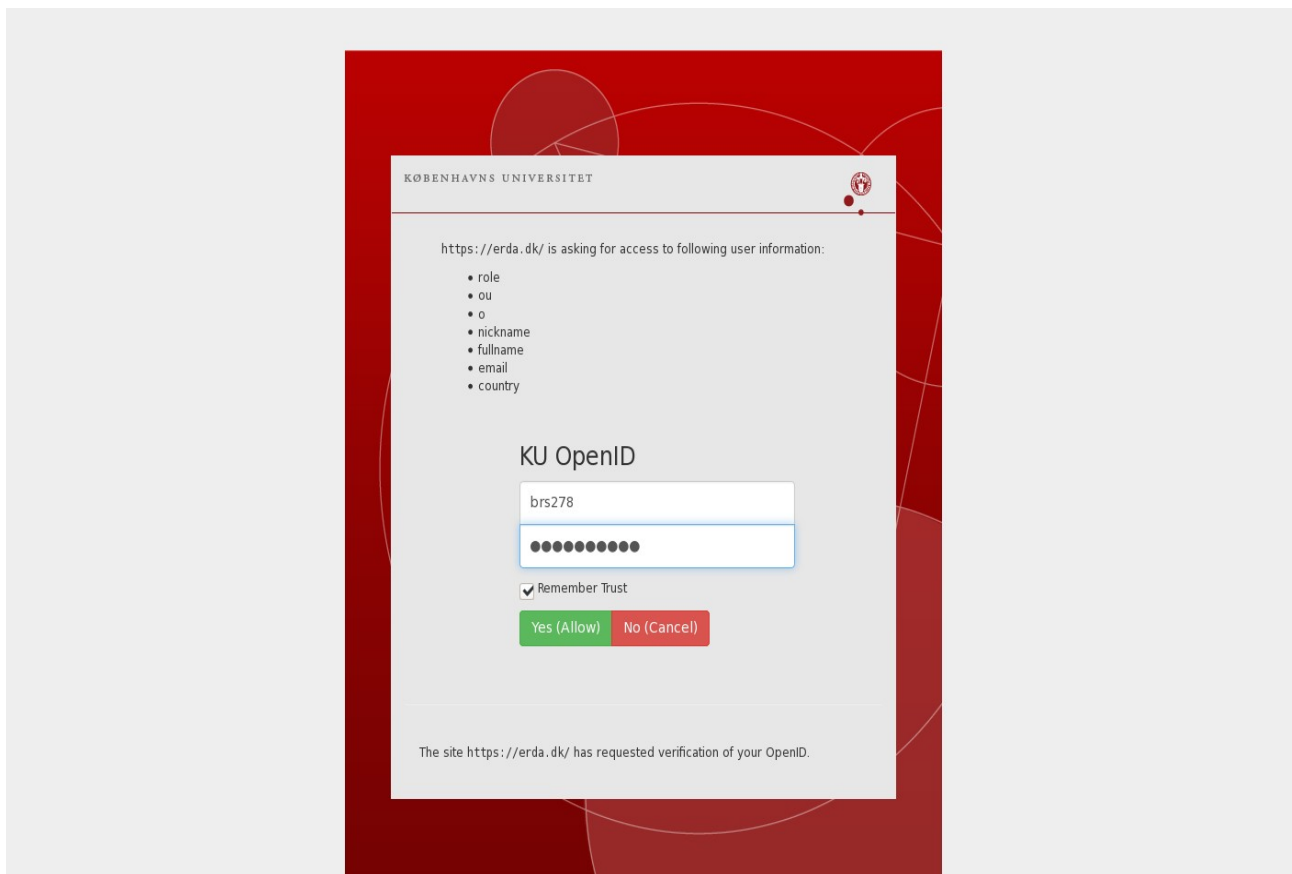 KØBENHAVNS UNIVERSITET
https://erda.dk/ is asking for access to following user information:
• role
• ou
• o
• nickname
• fullname
• email
• country
KU OpenID
brs278
●●●●●●●●●●
Remember Trust
Yes (Allow) No (Cancel)
The site https://erda.dk/ has requested verification of your OpenID.